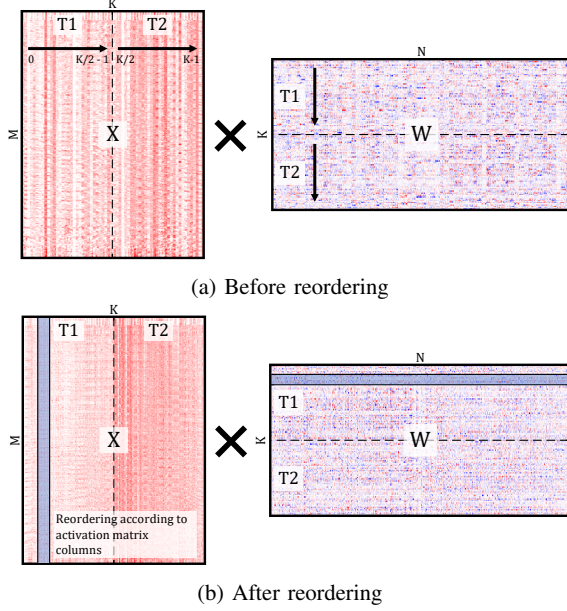 K
T1 T2
0 K/2 - 1 K/2 K-1
M
X
N
T1
K
W
T2
(a) Before reordering
K
T1 T2
M
X
Reordering according to
activation matrix
columns
N
T1
K
W
T2
(b) After reordering